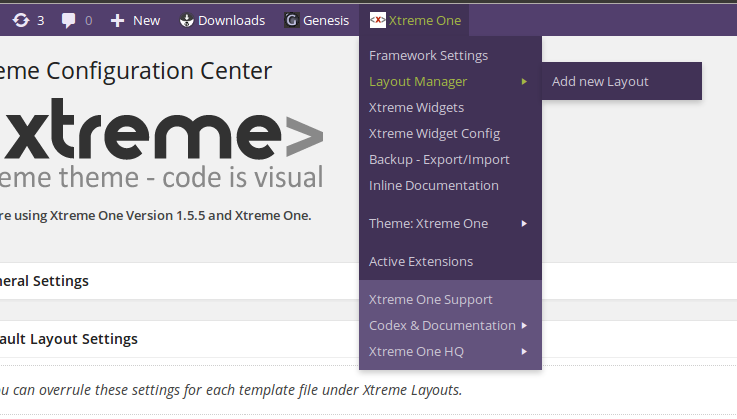 3 0 New Downloads Genesis Xtreme One
eme Configuration Center
Framework Settings
Layout Manager Add new Layout
Xtreme Widgets
xtreme>
Xtreme Widget Config
Backup - Export/Import
eme theme - code is visual
Inline Documentation
re using Xtreme One Version 1.5.5 and Xtreme One.
Theme: Xtreme One
Active Extensions
neral Settings
Xtreme One Support
Codex & Documentation
ault Layout Settings
Xtreme One HQ
ou can overrule these settings for each template file under Xtreme Layouts.